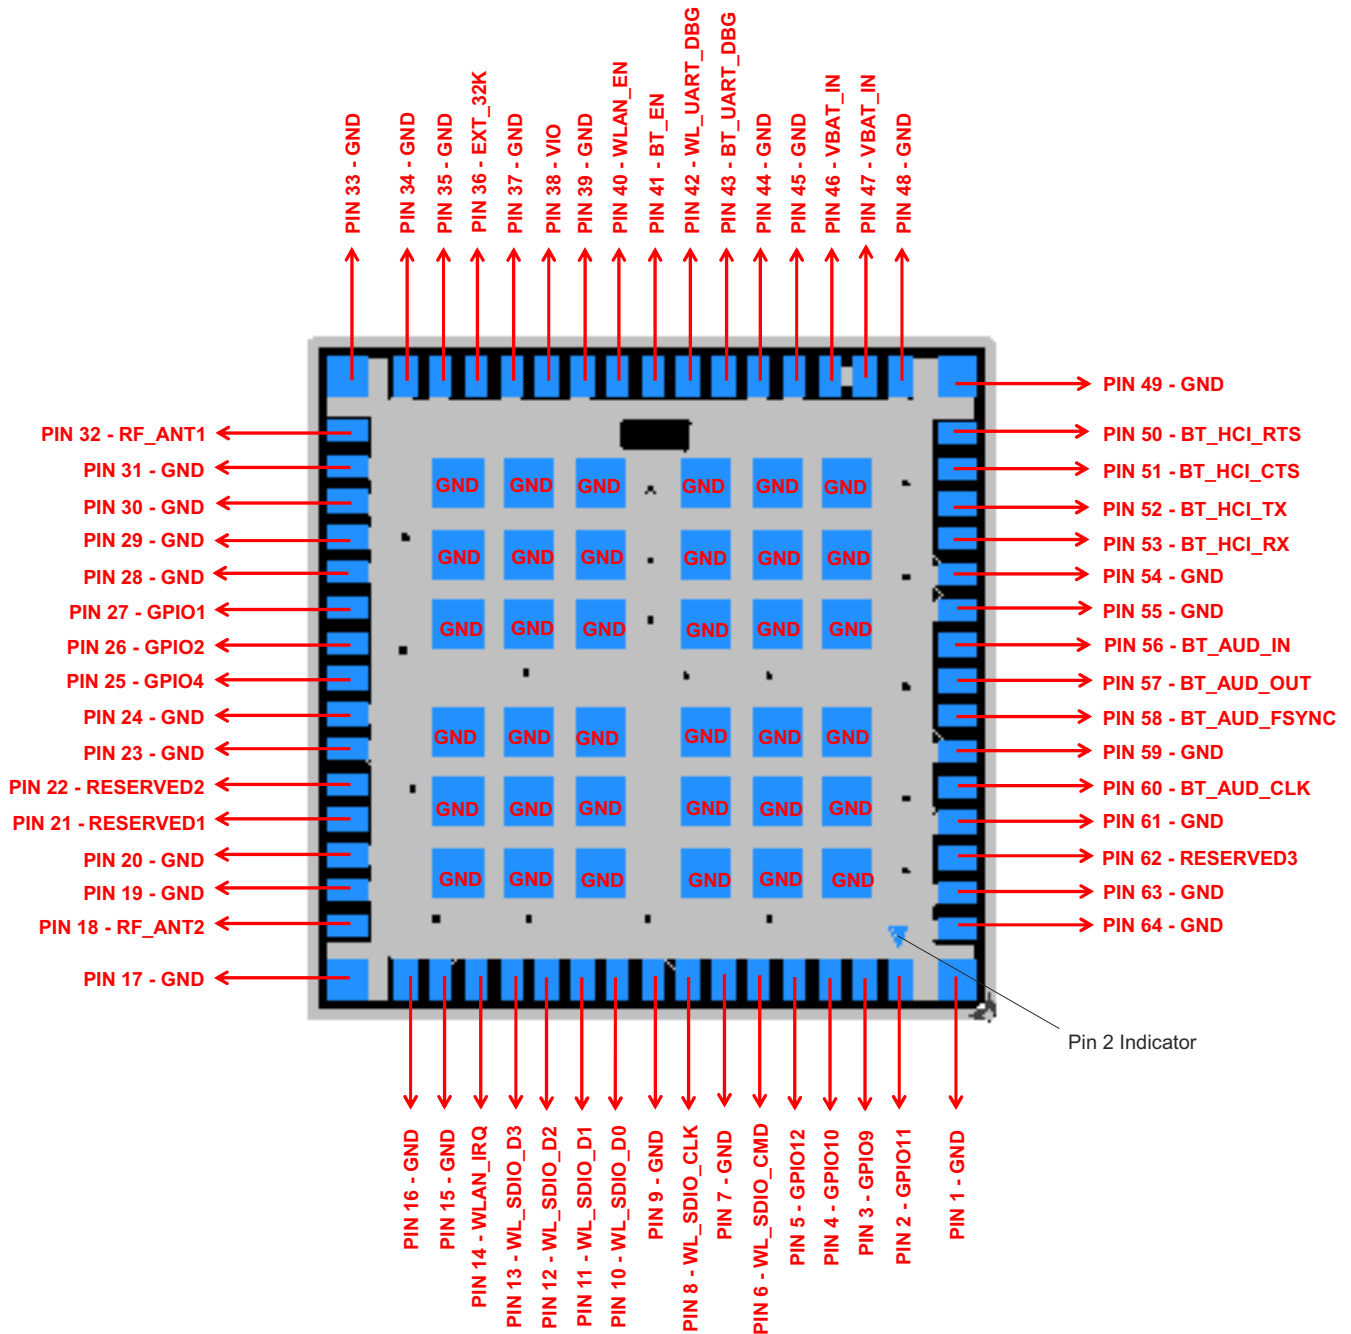 PIN 33 - GND
PIN 34 - GND
PIN 35 - GND
PIN 36 - EXT_32K
PIN 37 - GND
PIN 38 - VIO
PIN 39 - GND
PIN 40 - WLAN_EN
PIN 41 - BT_EN
PIN 42 - WL_UART_DBG
PIN 43 - BT_UART_DBG
PIN 44 - GND
PIN 45 - GND
PIN 46 - VBAT_IN
PIN 47 - VBAT_IN
PIN 48 - GND
PIN 32 - RF_ANT1
PIN 31 - GND
PIN 30 - GND
PIN 29 - GND
PIN 28 - GND
PIN 27 - GPIO1
PIN 26 - GPIO2
PIN 25 - GPIO4
PIN 24 - GND
PIN 23 - GND
PIN 22 - RESERVED2
PIN 21 - RESERVED1
PIN 20 - GND
PIN 19 - GND
PIN 18 - RF_ANT2
PIN 17 - GND
GND GND GND GND GND GND
GND GND GND GND GND GND
GND GND GND GND GND GND
GND GND GND GND GND GND
GND GND GND GND GND GND
GND GND GND GND GND GND
PIN 49 - GND
PIN 50 - BT_HCI_RTS
PIN 51 - BT_HCI_CTS
PIN 52 - BT_HCI_TX
PIN 53 - BT_HCI_RX
PIN 54 - GND
PIN 55 - GND
PIN 56 - BT_AUD_IN
PIN 57 - BT_AUD_OUT
PIN 58 - BT_AUD_FSYNC
PIN 59 - GND
PIN 60 - BT_AUD_CLK
PIN 61 - GND
PIN 62 - RESERVED3
PIN 63 - GND
PIN 64 - GND
Pin 2 Indicator
PIN 16 - GND
PIN 15 - GND
PIN 14 - WLAN_IRQ
PIN 13 - WL_SDIO_D3
PIN 12 - WL_SDIO_D2
PIN 11 - WL_SDIO_D1
PIN 10 - WL_SDIO_D0
PIN 9 - GND
PIN 8 - WL_SDIO_CLK
PIN 7 - GND
PIN 6 - WL_SDIO_CMD
PIN 5 - GPIO12
PIN 4 - GPIO10
PIN 3 - GPIO9
PIN 2 - GPIO11
PIN 1 - GND